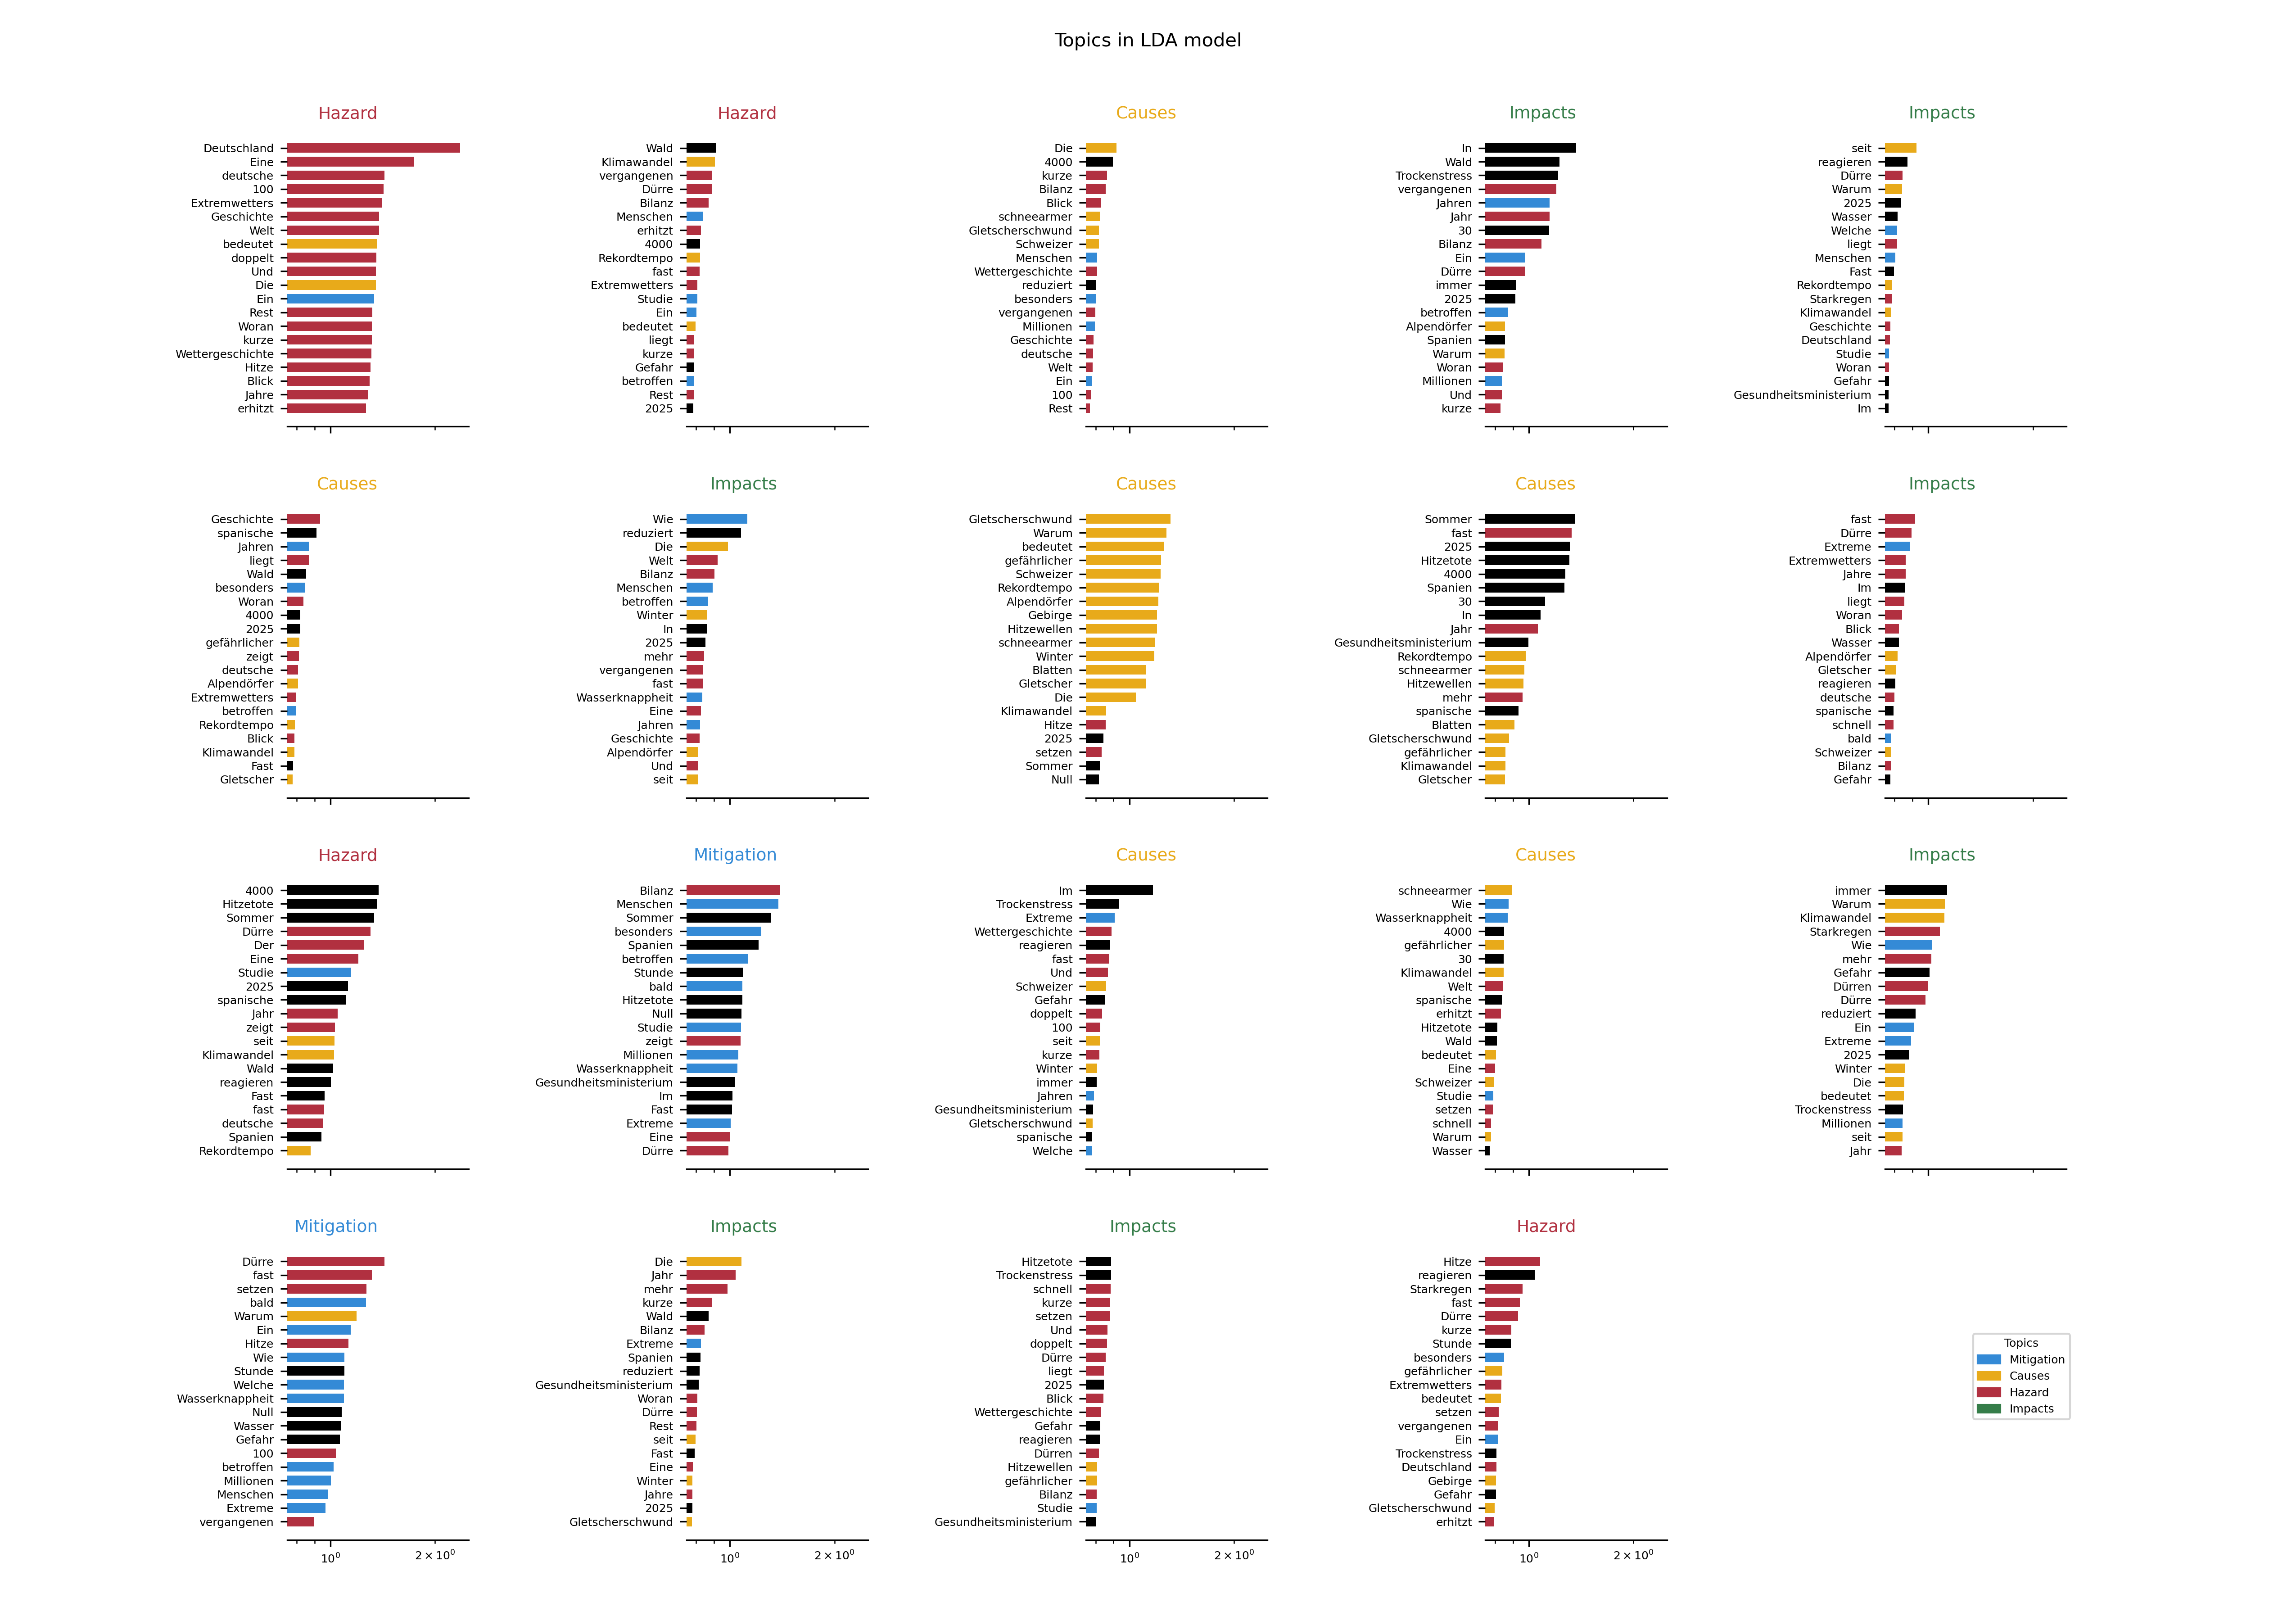 Topics in LDA model
Hazard
Deutschland
Eine
deutsche
100
Extremwetters
Geschichte
Welt
bedeutet
doppelt
Und
Die
Ein
Rest
Woran
kurze
Wettergeschichte
Hitze
Blick
Jahre
erhitzt
Hazard
Wald
Klimawandel
vergangenen
Dürre
Bilanz
Menschen
erhitzt
4000
Rekordtempo
fast
Extremwetters
Studie
Ein
bedeutet
liegt
kurze
Gefahr
betroffen
Rest
2025
Causes
Die
4000
kurze
Bilanz
Blick
schneearmer
Gletscherschwund
Schweizer
Menschen
Wettergeschichte
reduziert
besonders
vergangenen
Millionen
Geschichte
deutsche
Welt
Ein
100
Rest
Impacts
In
Wald
Trockenstress
vergangenen
Jahren
Jahr
30
Bilanz
Ein
Dürre
immer
2025
betroffen
Alpendörfer
Spanien
Warum
Woran
Millionen
Und
kurze
Impacts
seit
reagieren
Dürre
Warum
2025
Wasser
Welche
liegt
Menschen
Fast
Rekordtempo
Starkregen
Klimawandel
Geschichte
Deutschland
Studie
Woran
Gefahr
Gesundheitsministerium
Im
Causes
Geschichte
spanische
Jahren
liegt
Wald
besonders
Woran
4000
2025
gefährlicher
zeigt
deutsche
Alpendörfer
Extremwetters
betroffen
Rekordtempo
Blick
Klimawandel
Fast
Gletscher
Impacts
Wie
reduziert
Die
Welt
Bilanz
Menschen
betroffen
Winter
In
2025
mehr
vergangenen
fast
Wasserknappheit
Eine
Jahren
Geschichte
Alpendörfer
Und
seit
Causes
Gletscherschwund
Warum
bedeutet
gefährlicher
Schweizer
Rekordtempo
Alpendörfer
Gebirge
Hitzewellen
schneearmer
Winter
Blatten
Gletscher
Die
Klimawandel
Hitze
2025
setzen
Sommer
Null
Causes
Sommer
fast
2025
Hitzetote
4000
Spanien
30
In
Jahr
Gesundheitsministerium
Rekordtempo
schneearmer
Hitzewellen
mehr
spanische
Blatten
Gletscherschwund
gefährlicher
Klimawandel
Gletscher
Impacts
fast
Dürre
Extreme
Extremwetters
Jahre
Im
liegt
Woran
Blick
Wasser
Alpendörfer
Gletscher
reagieren
deutsche
spanische
schnell
bald
Schweizer
Bilanz
Gefahr
Hazard
4000
Hitzetote
Sommer
Dürre
Der
Eine
Studie
2025
spanische
Jahr
zeigt
seit
Klimawandel
Wald
reagieren
Fast
fast
deutsche
Spanien
Rekordtempo
Mitigation
Bilanz
Menschen
Sommer
besonders
Spanien
betroffen
Stunde
bald
Hitzetote
Null
Studie
zeigt
Millionen
Wasserknappheit
Gesundheitsministerium
Im
Fast
Extreme
Eine
Dürre
Causes
Im
Trockenstress
Extreme
Wettergeschichte
reagieren
fast
Und
Schweizer
Gefahr
doppelt
100
seit
kurze
Winter
immer
Jahren
Gesundheitsministerium
Gletscherschwund
spanische
Welche
Causes
schneearmer
Wie
Wasserknappheit
4000
gefährlicher
30
Klimawandel
Welt
spanische
erhitzt
Hitzetote
Wald
bedeutet
Eine
Schweizer
Studie
setzen
schnell
Warum
Wasser
Impacts
immer
Warum
Klimawandel
Starkregen
Wie
mehr
Gefahr
Dürren
Dürre
reduziert
Ein
Extreme
2025
Winter
Die
bedeutet
Trockenstress
Millionen
seit
Jahr
Mitigation
Dürre
fast
setzen
bald
Warum
Ein
Hitze
Wie
Stunde
Welche
Wasserknappheit
Null
Wasser
Gefahr
100
betroffen
Millionen
Menschen
Extreme
vergangenen
10⁰
2 × 10⁰
Impacts
Die
Jahr
mehr
kurze
Wald
Bilanz
Extreme
Spanien
reduziert
Gesundheitsministerium
Woran
Dürre
Rest
seit
Fast
Eine
Winter
Jahre
2025
Gletscherschwund
10⁰
2 × 10⁰
Impacts
Hitzetote
Trockenstress
schnell
kurze
setzen
Und
doppelt
Dürre
liegt
2025
Blick
Wettergeschichte
Gefahr
reagieren
Dürren
Hitzewellen
gefährlicher
Bilanz
Studie
Gesundheitsministerium
10⁰
2 × 10⁰
Hazard
Hitze
reagieren
Starkregen
fast
Dürre
kurze
Stunde
besonders
gefährlicher
Extremwetters
bedeutet
setzen
vergangenen
Ein
Trockenstress
Deutschland
Gebirge
Gefahr
Gletscherschwund
erhitzt
10⁰
2 × 10⁰
Topics
Mitigation
Causes
Hazard
Impacts